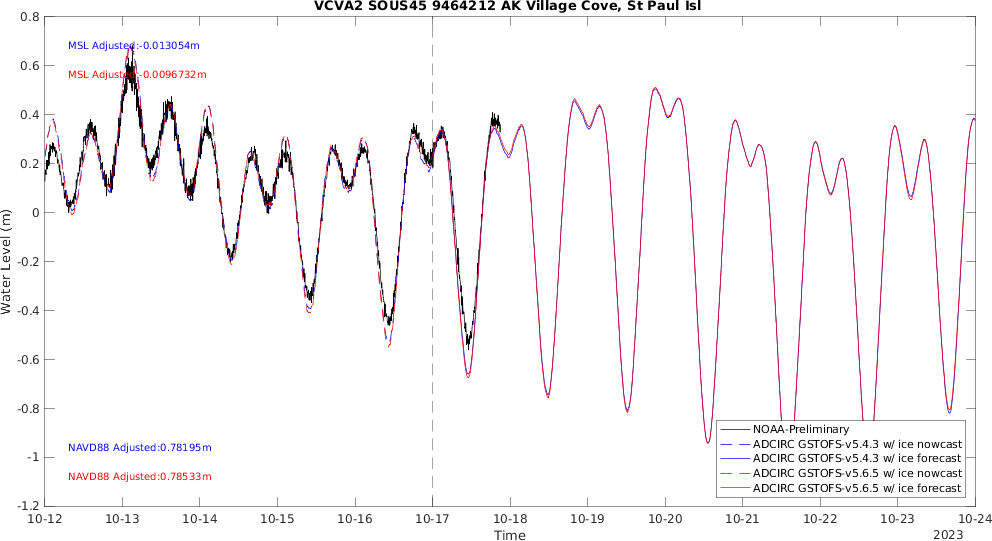 VCVA2 SOUS45 9464212 AK Village Cove, St Paul Isl
0.8
MSL Adjusted:-0.013054m
0.6
MSL Adjusted:-0.0096732m
0.4
0.2
0
-0.2
-0.4
-0.6
-0.8
-1
-1.2
Water Level (m)
NAVD88 Adjusted:0.78195m
NAVD88 Adjusted:0.78533m
NOAA-Preliminary
ADCIRC GSTOFS-v5.4.3 w/ ice nowcast
ADCIRC GSTOFS-v5.4.3 w/ ice forecast
ADCIRC GSTOFS-v5.6.5 w/ ice nowcast
ADCIRC GSTOFS-v5.6.5 w/ ice forecast
10-12 10-13 10-14 10-15 10-16 10-17 10-18 10-19 10-20 10-21 10-22 10-23 10-24
Time
2023